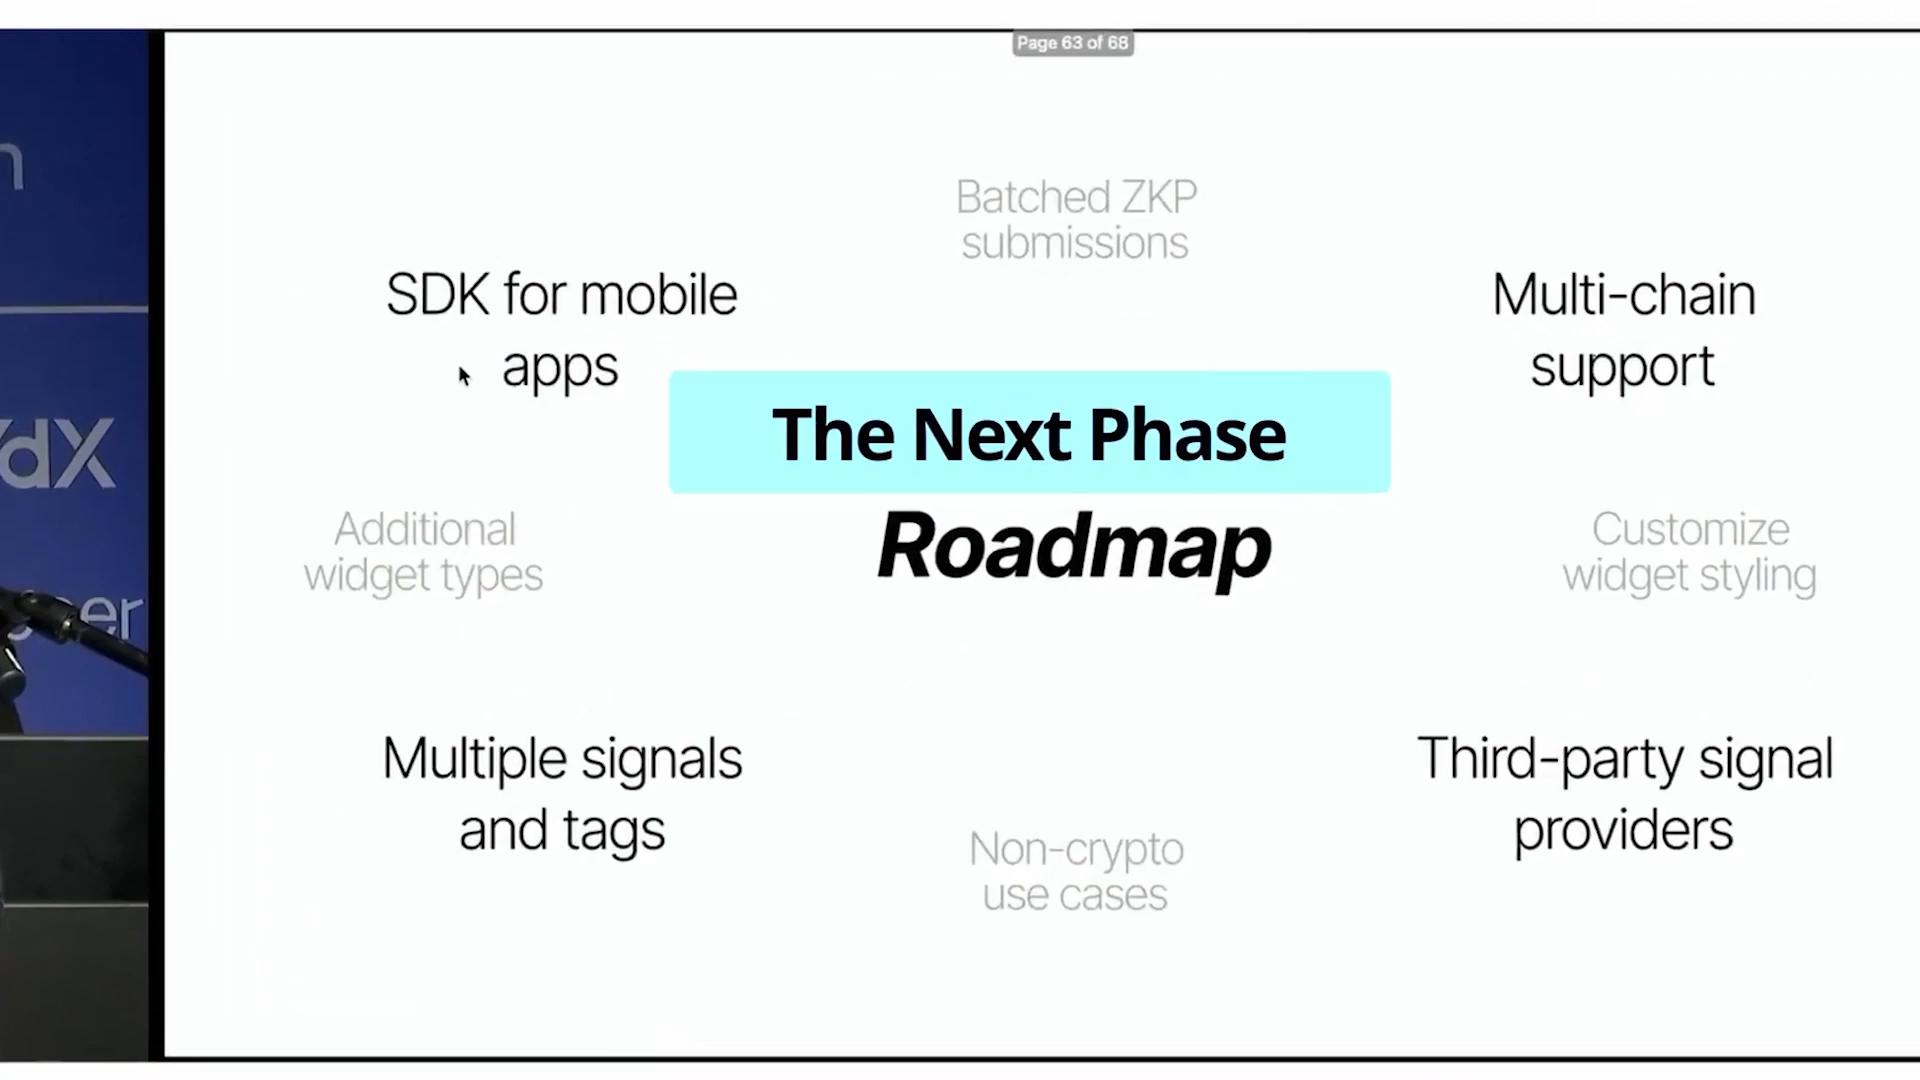 Page 63 of 68
Batched ZKP
submissions
SDK for mobile
apps
Multi-chain
support
The Next Phase
Roadmap
Additional
widget types
Customize
widget styling
Multiple signals
and tags
Third-party signal
providers
Non-crypto
use cases